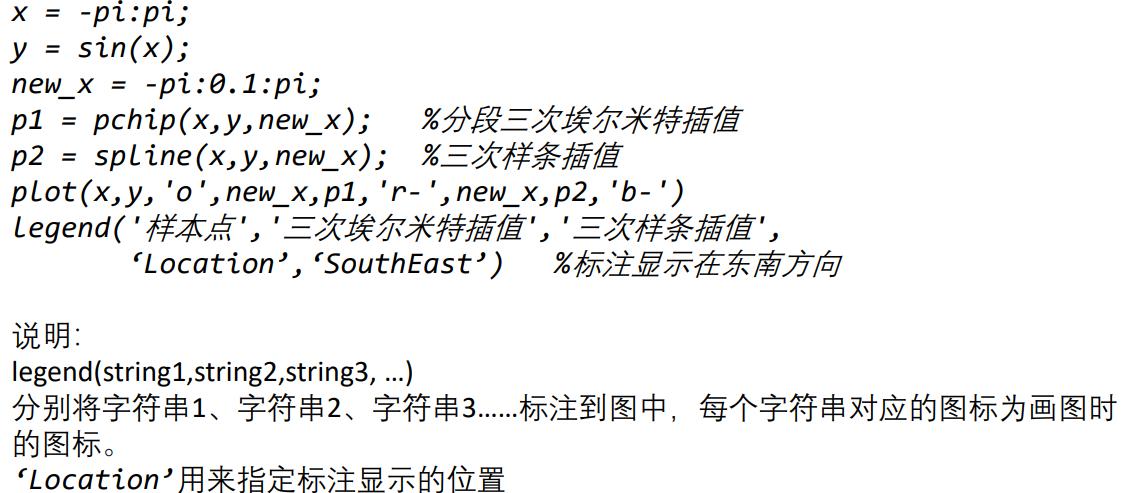 x = -pi:pi;
y = sin(x);
new_x = -pi:0.1:pi;
p1 = pchip(x,y,new_x);   %分段三次埃尔米特插值
p2 = spline(x,y,new_x);  %三次样条插值
plot(x,y,'o',new_x,p1,'r-',new_x,p2,'b-')
legend('样本点','三次埃尔米特插值','三次样条插值',
‘Location’,‘SouthEast’)   %标注显示在东南方向
说明:
legend(string1,string2,string3, …)
分别将字符串1、字符串2、字符串3……标注到图中，每个字符串对应的图标为画图时
的图标。
‘Location’用来指定标注显示的位置